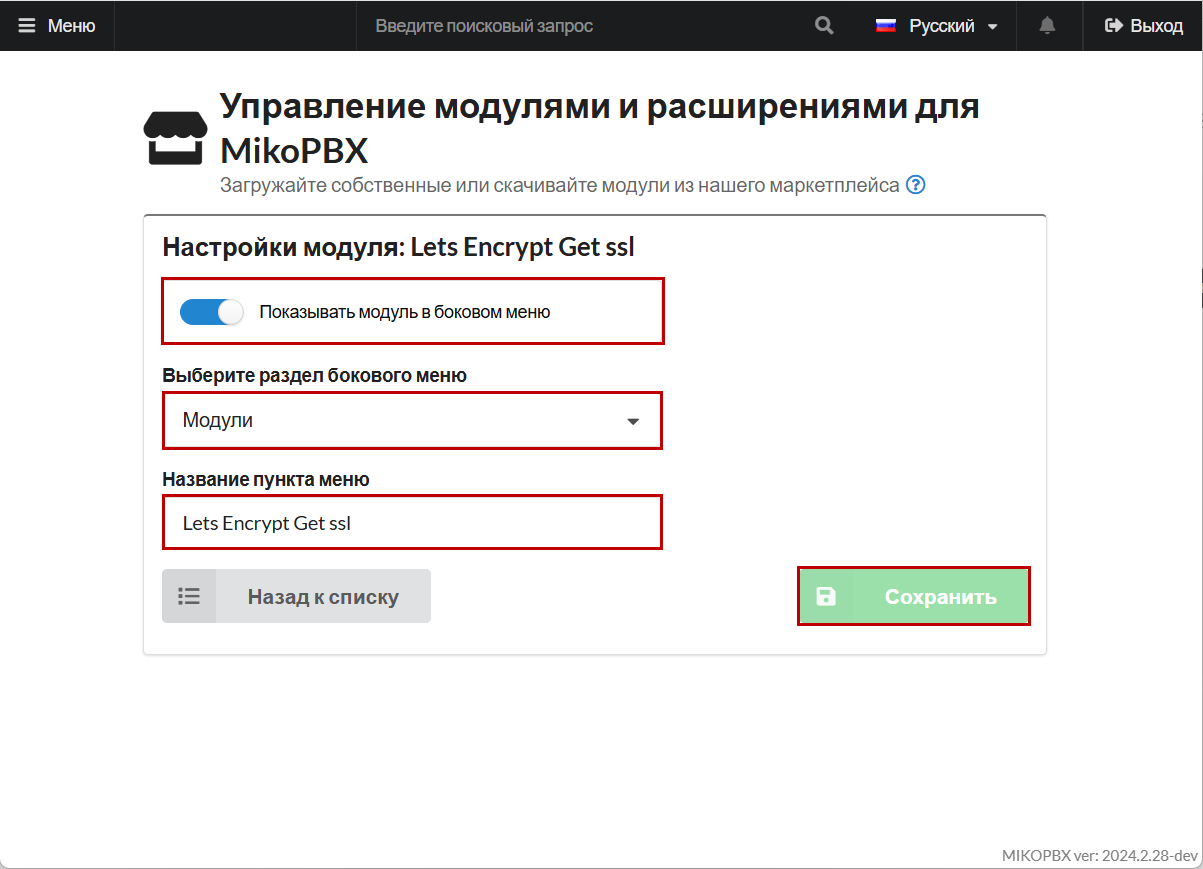 Меню
Введите поисковый запрос
Русский
Выход
Управление модулями и расширениями для
MikoPBX
Загружайте собственные или скачивайте модули из нашего маркетплейса
Настройки модуля: Lets Encrypt Get ssl
Показывать модуль в боковом меню
Выберите раздел бокового меню
Модули
Название пункта меню
Lets Encrypt Get ssl
Назад к списку
Сохранить
MIKOPBX ver: 2024.2.28-dev